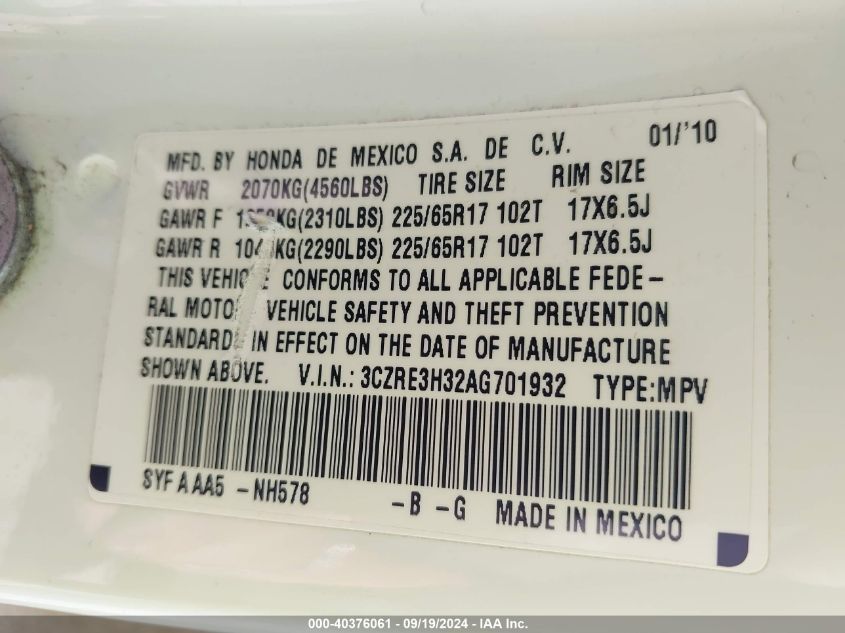 MFD. BY HONDA DE MEXICO S.A. DE C.V. 01/'10
GVWR 2070KG(4560LBS) TIRE SIZE RIM SIZE
GAWR F (2310LBS) 225/65R17 102T 17X6.5J
GAWR R (2290LBS) 225/65R17 102T 17X6.5J
THIS VEHICLE CONFORMS TO ALL APPLICABLE FEDE-
RAL MOTOR VEHICLE SAFETY AND THEFT PREVENTION
STANDARDS IN EFFECT ON THE DATE OF MANUFACTURE
SHOWN ABOVE. V.I.N.: 3CZRE3H32AG701932 TYPE:MPV
SYF A AA5 -NH578 -B -G MADE IN MEXICO
000-40376061 - 09/19/2024 - IAA Inc.